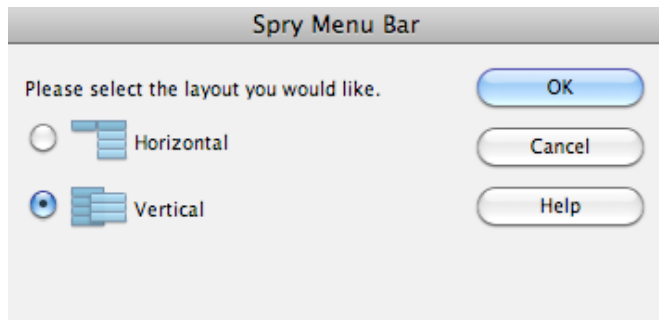 Spry Menu Bar
Please select the layout you would like.
OK
Horizontal
Cancel
Vertical
Help